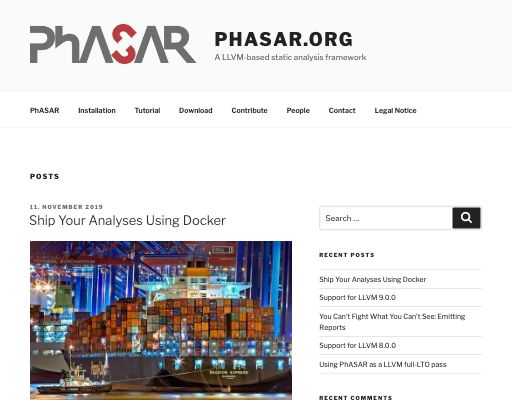 PhASAR
PHASAR.ORG
A LLVM-based static analysis framework
PhASAR Installation Tutorial Download Contribute People Contact Legal Notice
POSTS
11. NOVEMBER 2019
Ship Your Analyses Using Docker
Search …
RECENT POSTS
Ship Your Analyses Using Docker
Support for LLVM 9.0.0
You Can't Fight What You Can't See: Emitting
Reports
Support for LLVM 8.0.0
Using PhASAR as a LLVM full-LTO pass
RECENT COMMENTS